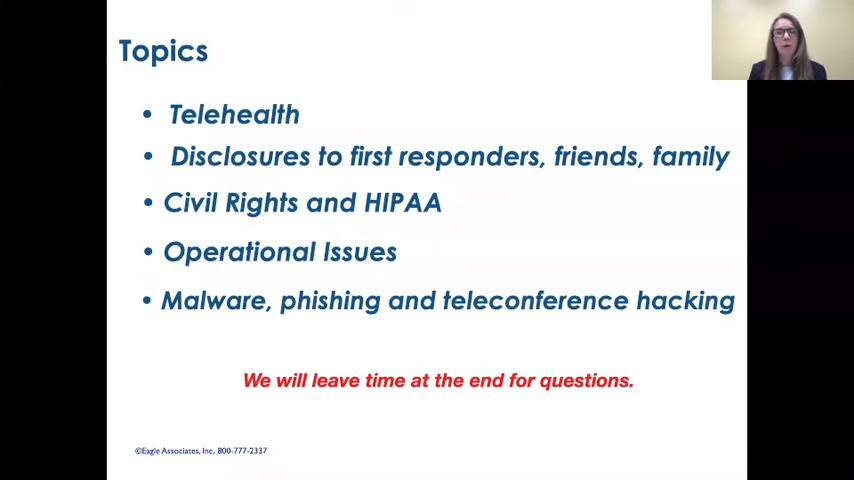 Topics
• Telehealth
• Disclosures to first responders, friends, family
• Civil Rights and HIPAA
• Operational Issues
• Malware, phishing and teleconference hacking
We will leave time at the end for questions.
©Eagle Associates, Inc. 800-777-2337